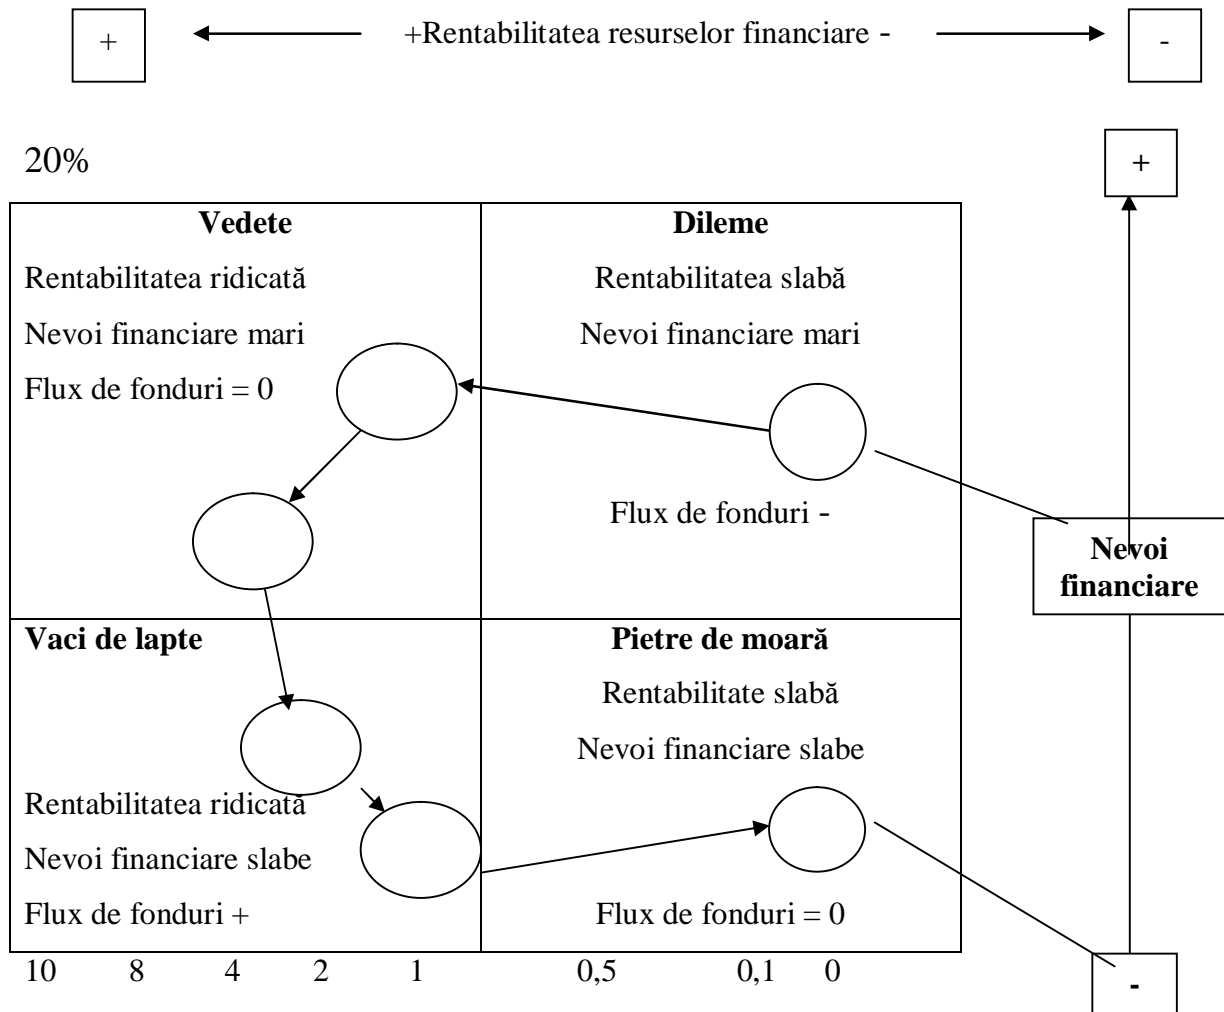 + +Rentabilitatea resurselor financiare - -
20%
+
Vedete
Rentabilitatea ridicată
Nevoi financiare mari
Flux de fonduri = 0
Dileme
Rentabilitatea slabă
Nevoi financiare mari
Flux de fonduri -
Nevoi
financiare
Vaci de lapte
Rentabilitatea ridicată
Nevoi financiare slabe
Flux de fonduri +
Pietre de moară
Rentabilitate slabă
Nevoi financiare slabe
Flux de fonduri = 0
10 8 4 2 1 0,5 0,1 0
-